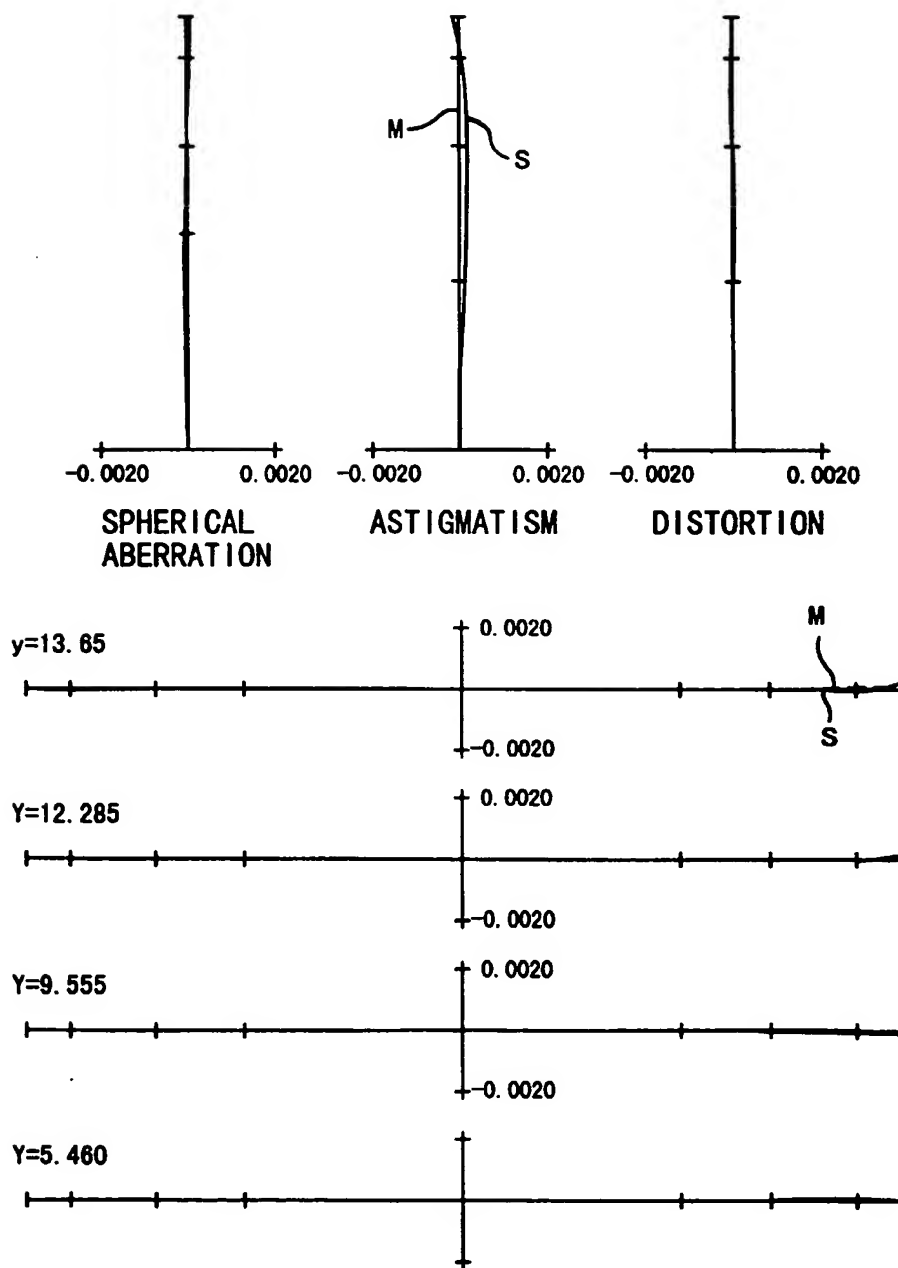 M
S
-0.0020 0.0020 -0.0020 0.0020 -0.0020 0.0020
SPHERICAL
ABERRATION
ASTIGMATISM
DISTORTION
y=13.65
0.0020
-0.0020
M
S
Y=12.285
0.0020
-0.0020
Y=9.555
0.0020
-0.0020
Y=5.460